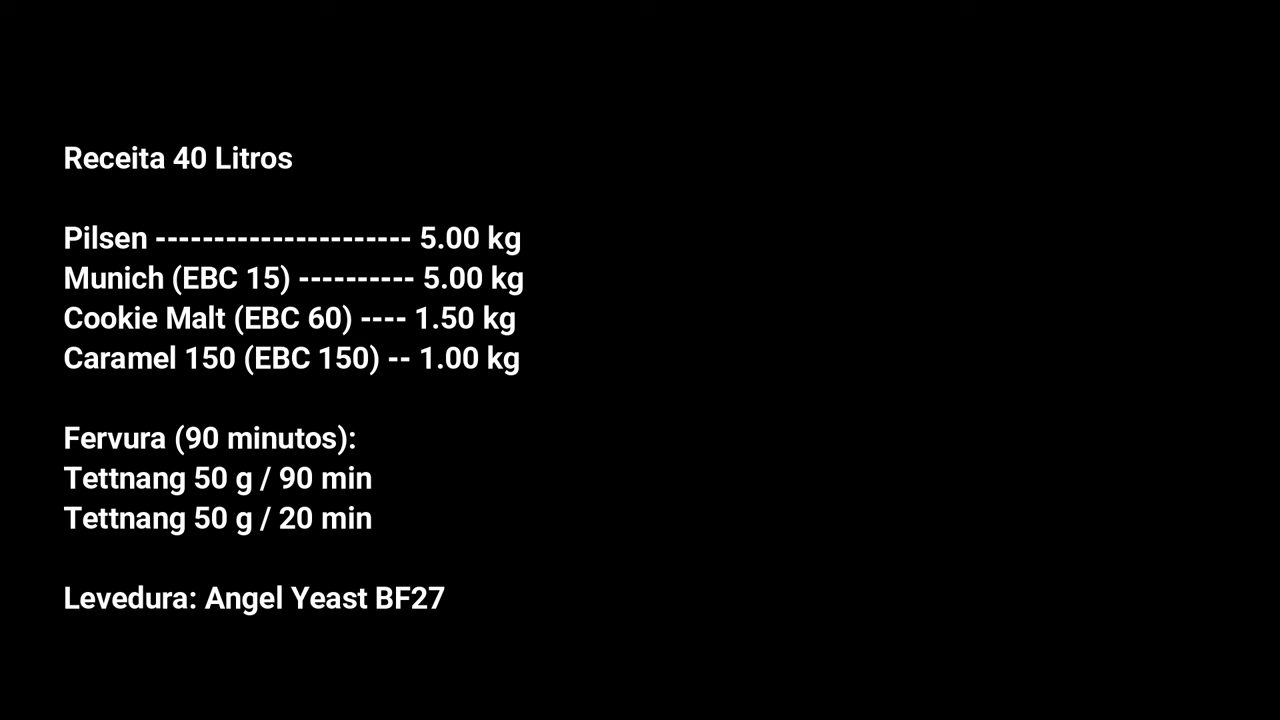 Receita 40 Litros
Pilsen ---------------------- 5.00 kg
Munich (EBC 15) ---------- 5.00 kg
Cookie Malt (EBC 60) ---- 1.50 kg
Caramel 150 (EBC 150) -- 1.00 kg
Fervura (90 minutos):
Tettnang 50 g / 90 min
Tettnang 50 g / 20 min
Levedura: Angel Yeast BF27